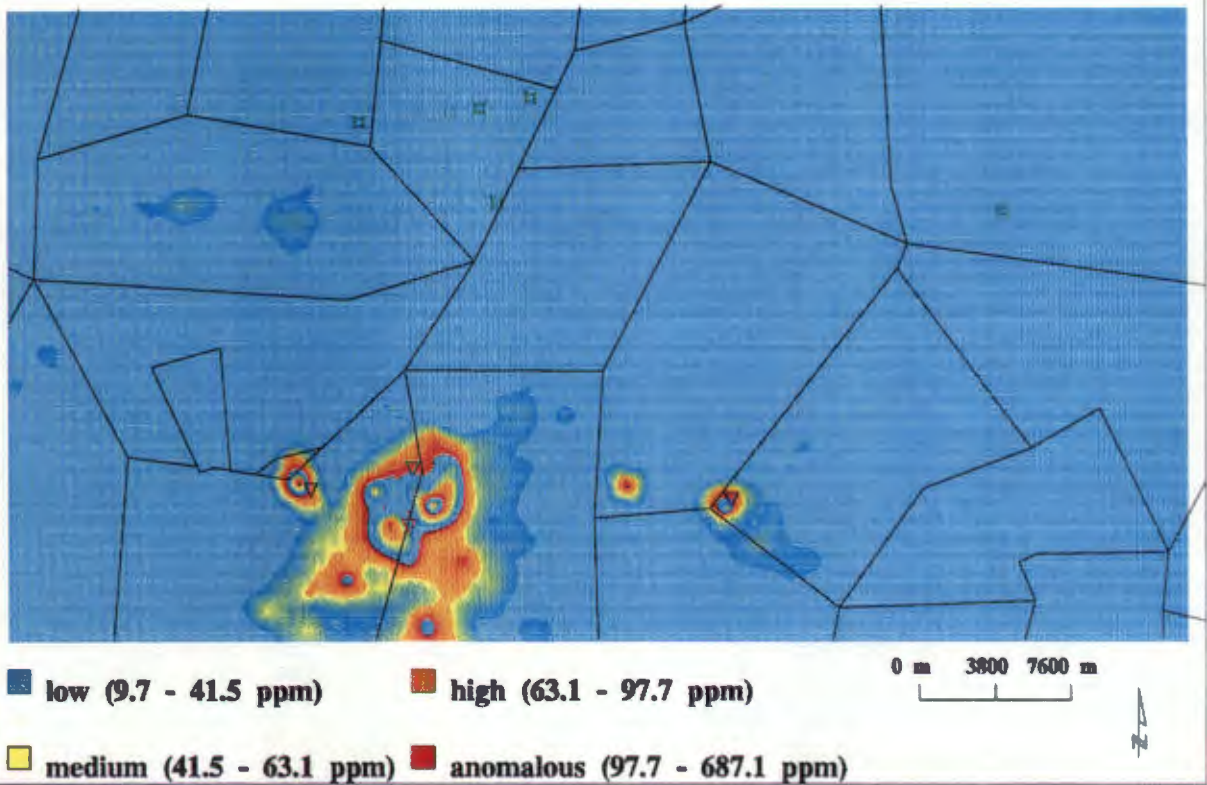 low (9.7 - 41.5 ppm)
high (63.1 - 97.7 ppm)
0 m 3800 7600 m
medium (41.5 - 63.1 ppm)
anomalous (97.7 - 687.1 ppm)
N